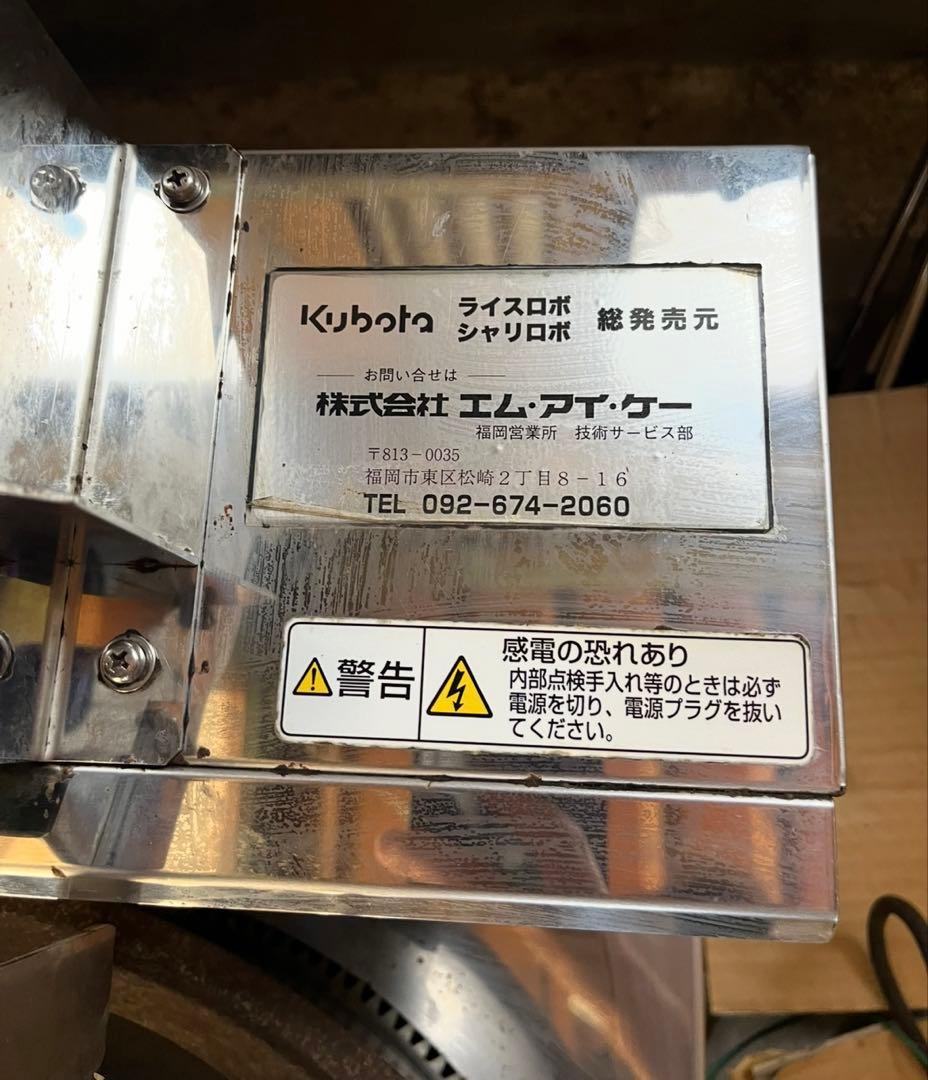 Kubota ライスロボ シャリロボ 総発売元
お問い合せは
株式会社 エム・アイ・ケー
福岡営業所 技術サービス部
〒813-0035
福岡市東区松崎2丁目8-16
TEL 092-674-2060
警告
感電の恐れあり
内部点検手入れ等のときは必ず
電源を切り、電源プラグを抜い
てください。